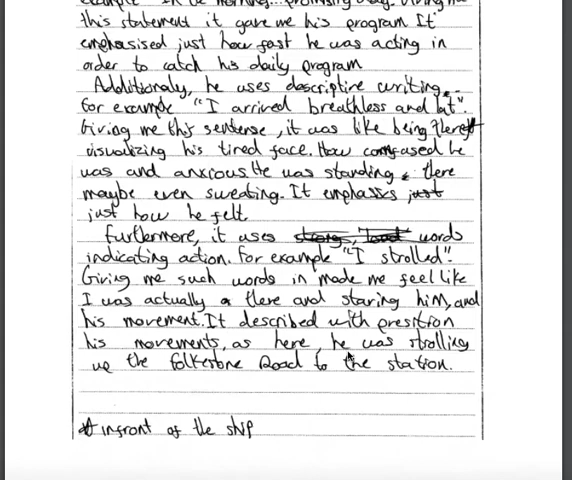 this statement it gave me his program It
emphasised just how fast he was acting in
order to catch his daily program
Additionaly, he uses descriptive writing.
for example "I arrived breathless and hot".
Giving me this sentence, it was like being there
visualizing his tired face. How confused he
was and anxious He was standing there
maybe even sweating. It emphasies just
just how he felt.
furthermore, it uses strong, "loud" words
indicating action. for example "I strolled".
Giving me such words in made me feel like
I was actually there and staring him, and
his movement. It described with presition
his movements, as here, he was strolling
up the folkestone Road to the station.
infront of the ship